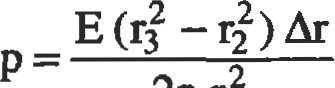 p = E (r₃² − r₂²) Δr